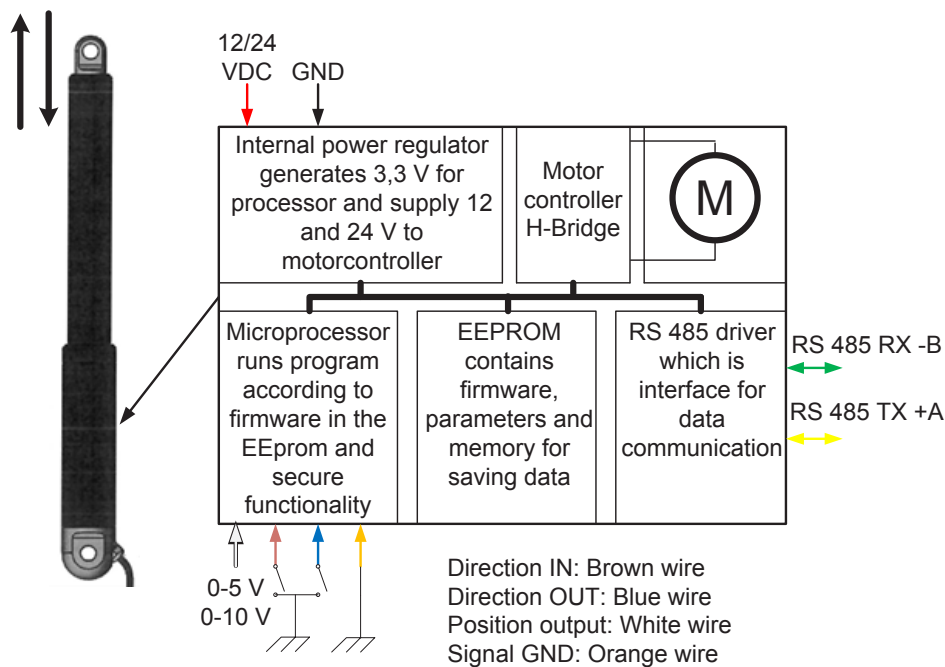 12/24
VDC GND
Internal power regulator
generates 3,3 V for
processor and supply 12
and 24 V to
motorcontroller
Motor
controller
H-Bridge
M
Microprocessor
runs program
according to
firmware in the
EEprom and
secure
functionality
EEPROM
contains
firmware,
parameters and
memory for
saving data
RS 485 driver
which is
interface for
data
communication
RS 485 RX -B
RS 485 TX +A
0-5 V
0-10 V
Direction IN: Brown wire
Direction OUT: Blue wire
Position output: White wire
Signal GND: Orange wire